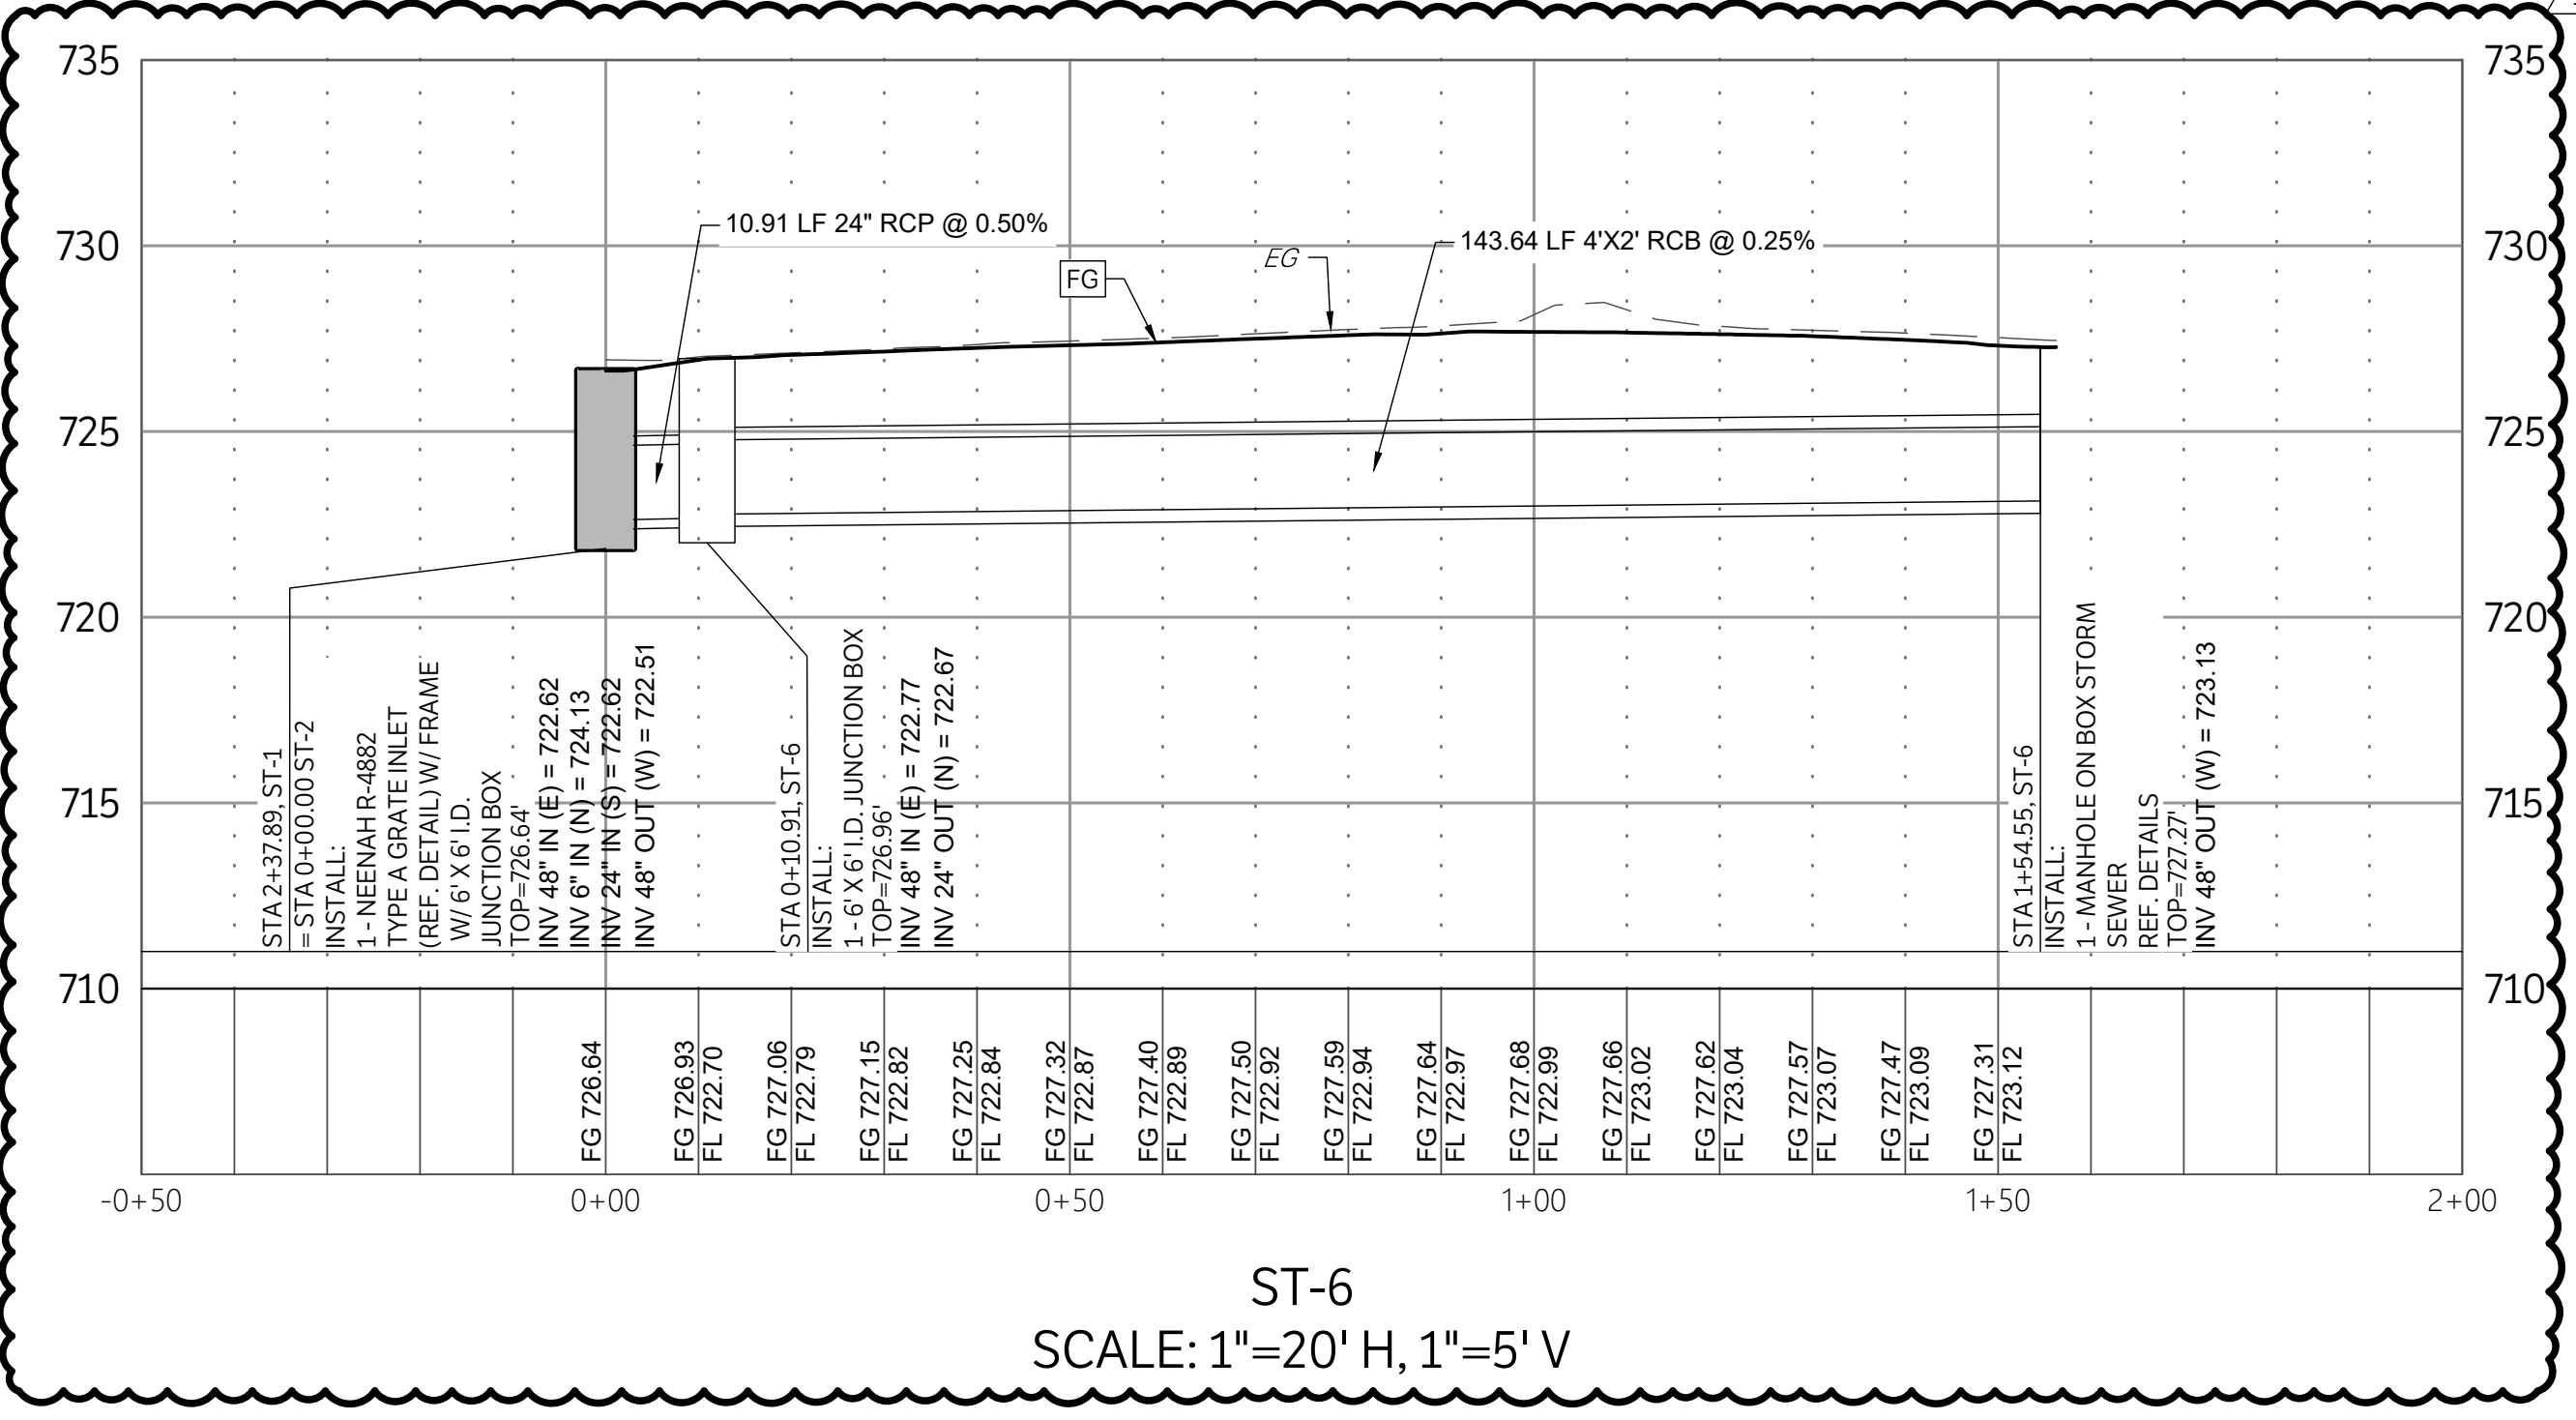 735
735
730
730
725
725
720
720
715
715
710
710
10.91 LF 24" RCP @ 0.50%
FG
EG
143.64 LF 4'X2' RCB @ 0.25%
STA 2+37.89, ST-1
= STA 0+00.00 ST-2
INSTALL:
1 - NEENAH R-4882
TYPE A GRATE INLET
(REF. DETAIL) W/ FRAME
W/ 6' X 6' I.D.
JUNCTION BOX
TOP=726.64'
INV 48" IN (E) = 722.62
INV 6" IN (N) = 724.13
INV 24" IN (S) = 722.62
INV 48" OUT (W) = 722.51
STA 0+10.91, ST-6
INSTALL:
1 - 6' X 6' I.D. JUNCTION BOX
TOP=726.96'
INV 48" IN (E) = 722.77
INV 24" OUT (N) = 722.67
STA 1+54.55, ST-6
INSTALL:
1 - MANHOLE ON BOX STORM
SEWER
REF. DETAILS
TOP=727.27'
INV 48" OUT (W) = 723.13
FG 726.64
FG 726.93
FL 722.70
FG 727.06
FL 722.79
FG 727.15
FL 722.82
FG 727.25
FL 722.84
FG 727.32
FL 722.87
FG 727.40
FL 722.89
FG 727.50
FL 722.92
FG 727.59
FL 722.94
FG 727.64
FL 722.97
FG 727.68
FL 722.99
FG 727.66
FL 723.02
FG 727.62
FL 723.04
FG 727.57
FL 723.07
FG 727.47
FL 723.09
FG 727.31
FL 723.12
-0+50
0+00
0+50
1+00
1+50
2+00
ST-6
SCALE: 1"=20' H, 1"=5' V